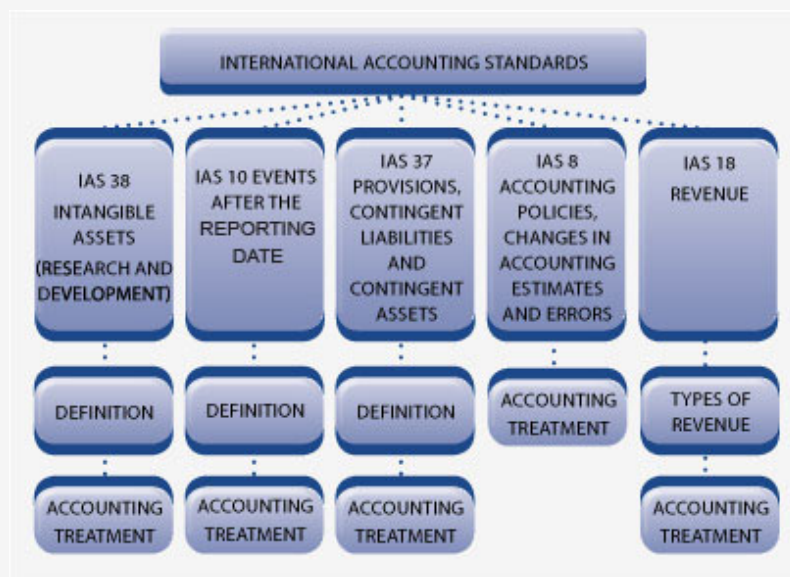 INTERNATIONAL ACCOUNTING STANDARDS
IAS 38
INTANGIBLE
ASSETS
(RESEARCH AND
DEVELOPMENT)
IAS 10 EVENTS
AFTER THE
REPORTING
DATE
IAS 37
PROVISIONS,
CONTINGENT
LIABILITIES
AND
CONTINGENT
ASSETS
IAS 8
ACCOUNTING
POLICIES,
CHANGES IN
ACCOUNTING
ESTIMATES
AND ERRORS
IAS 18
REVENUE
DEFINITION
DEFINITION
DEFINITION
ACCOUNTING
TREATMENT
TYPES OF
REVENUE
ACCOUNTING
TREATMENT
ACCOUNTING
TREATMENT
ACCOUNTING
TREATMENT
ACCOUNTING
TREATMENT